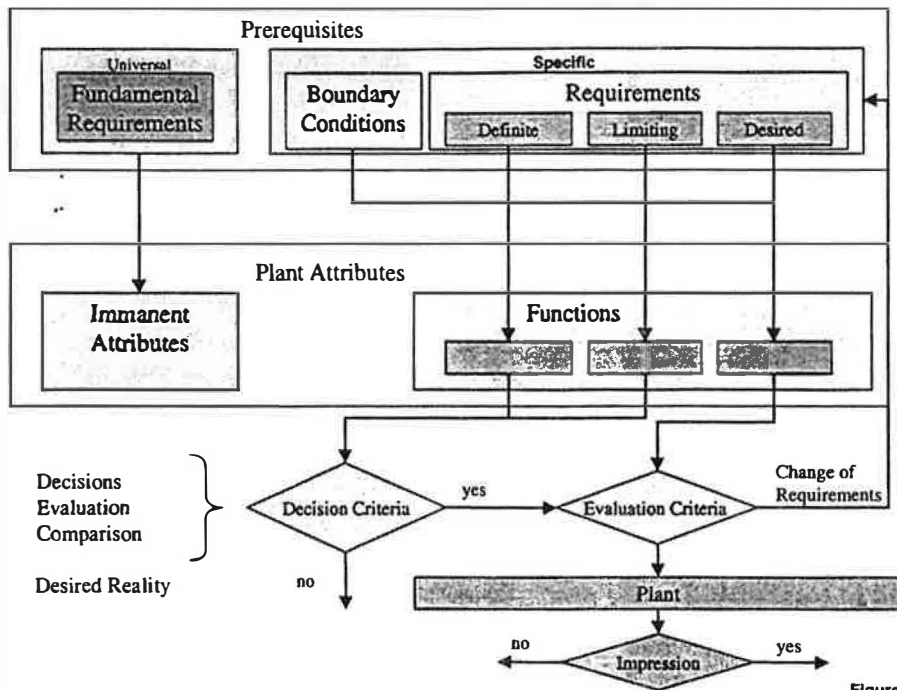 Prerequisites
Universal
Fundamental
Requirements
Specific
Boundary
Conditions
Requirements
Definite
Limiting
Desired
Plant Attributes
Immanent
Attributes
Functions
Decisions
Evaluation
Comparison
Desired Reality
Decision Criteria
yes
no
Evaluation Criteria
Change of
Requirements
Plant
no
Impression
yes
Figure